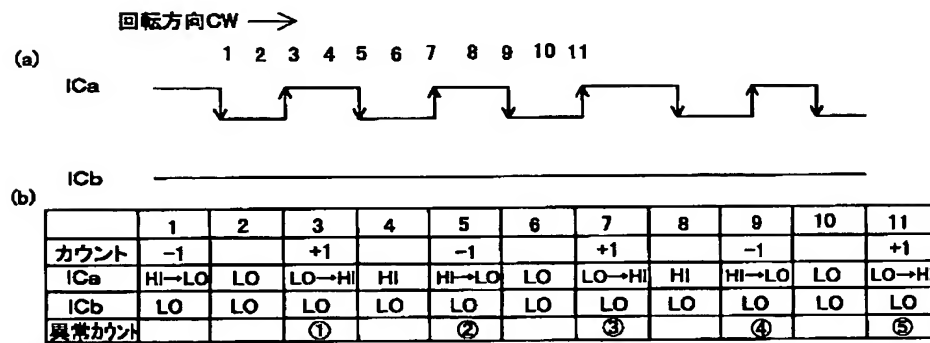 回転方向CW →
(a)
1 2 3 4 5 6 7 8 9 10 11
ICa
ICb
(b)
1 2 3 4 5 6 7 8 9 10 11
カウント -1 +1 -1 +1 -1 +1
ICa HI→LO LO LO→HI HI HI→LO LO LO→HI HI HI→LO LO LO→H
ICb LO LO LO LO LO LO LO LO LO LO LO
異常カウント ① ② ③ ④ ⑤